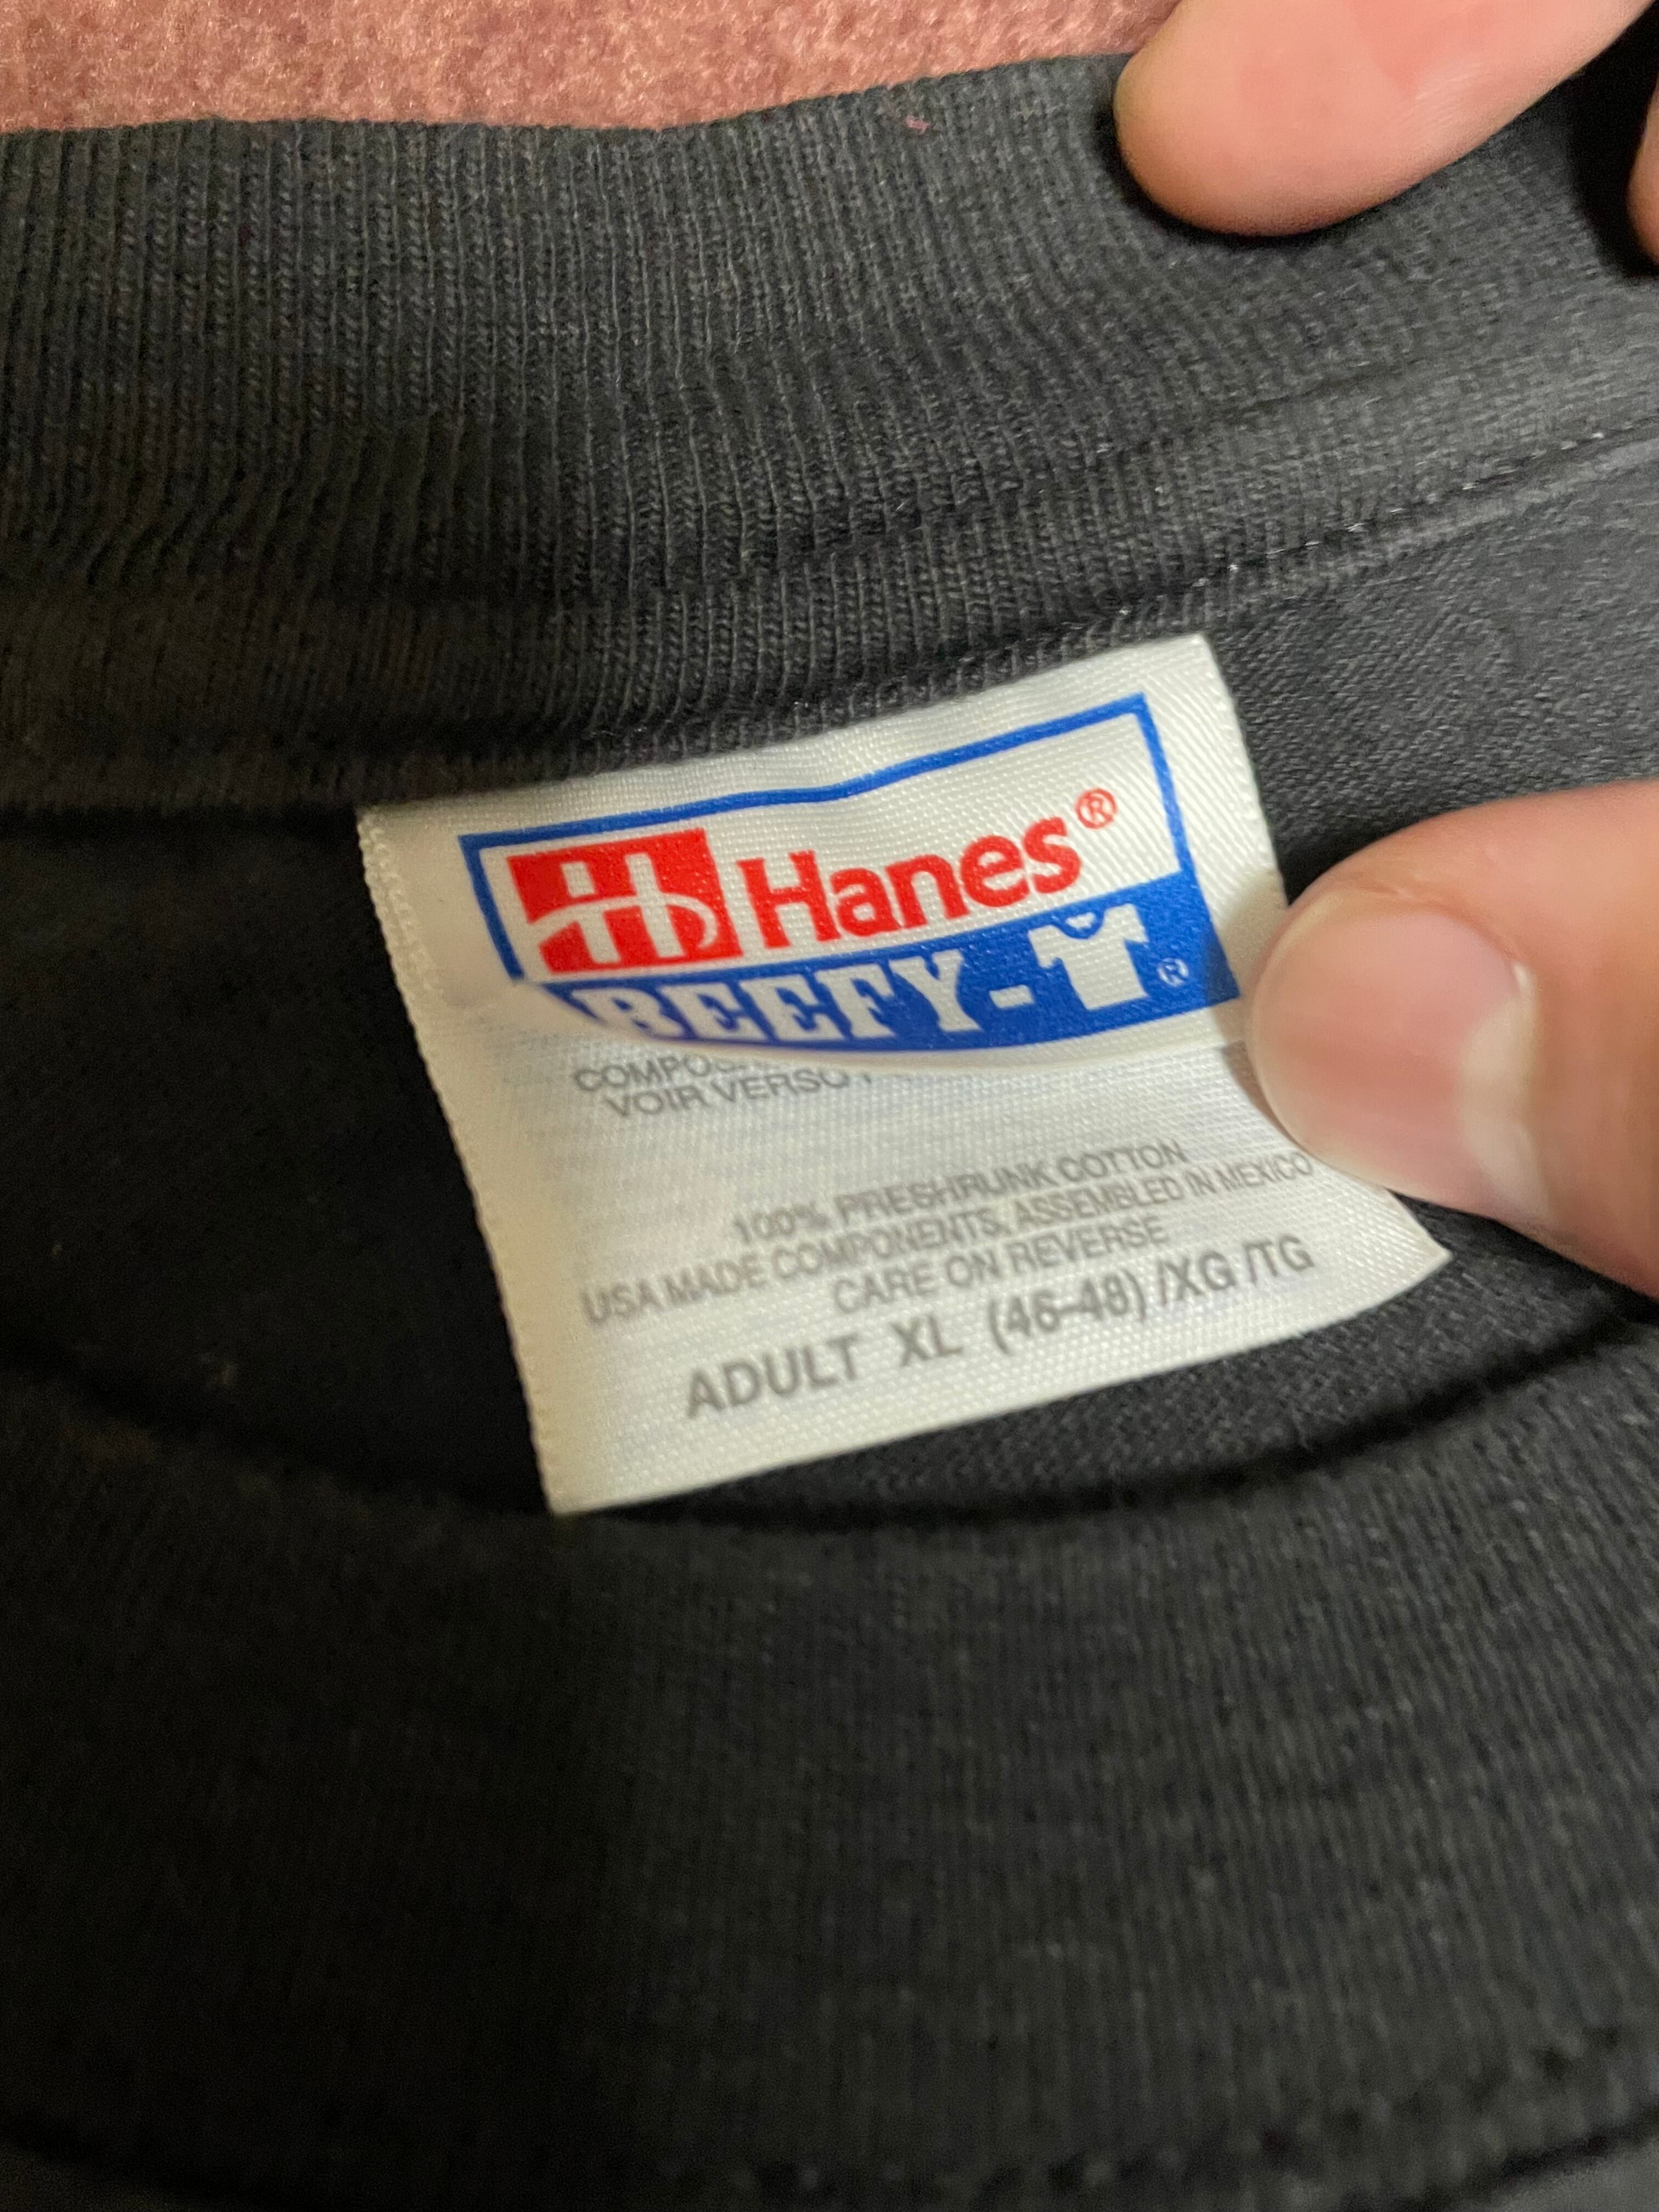 Hanes®
BEEFY-T®
VOIR VERSO
100% PRESHRUNK COTTON
USA MADE COMPONENTS, ASSEMBLED IN MEXICO
CARE ON REVERSE
ADULT XL (46-48) /XG /TG